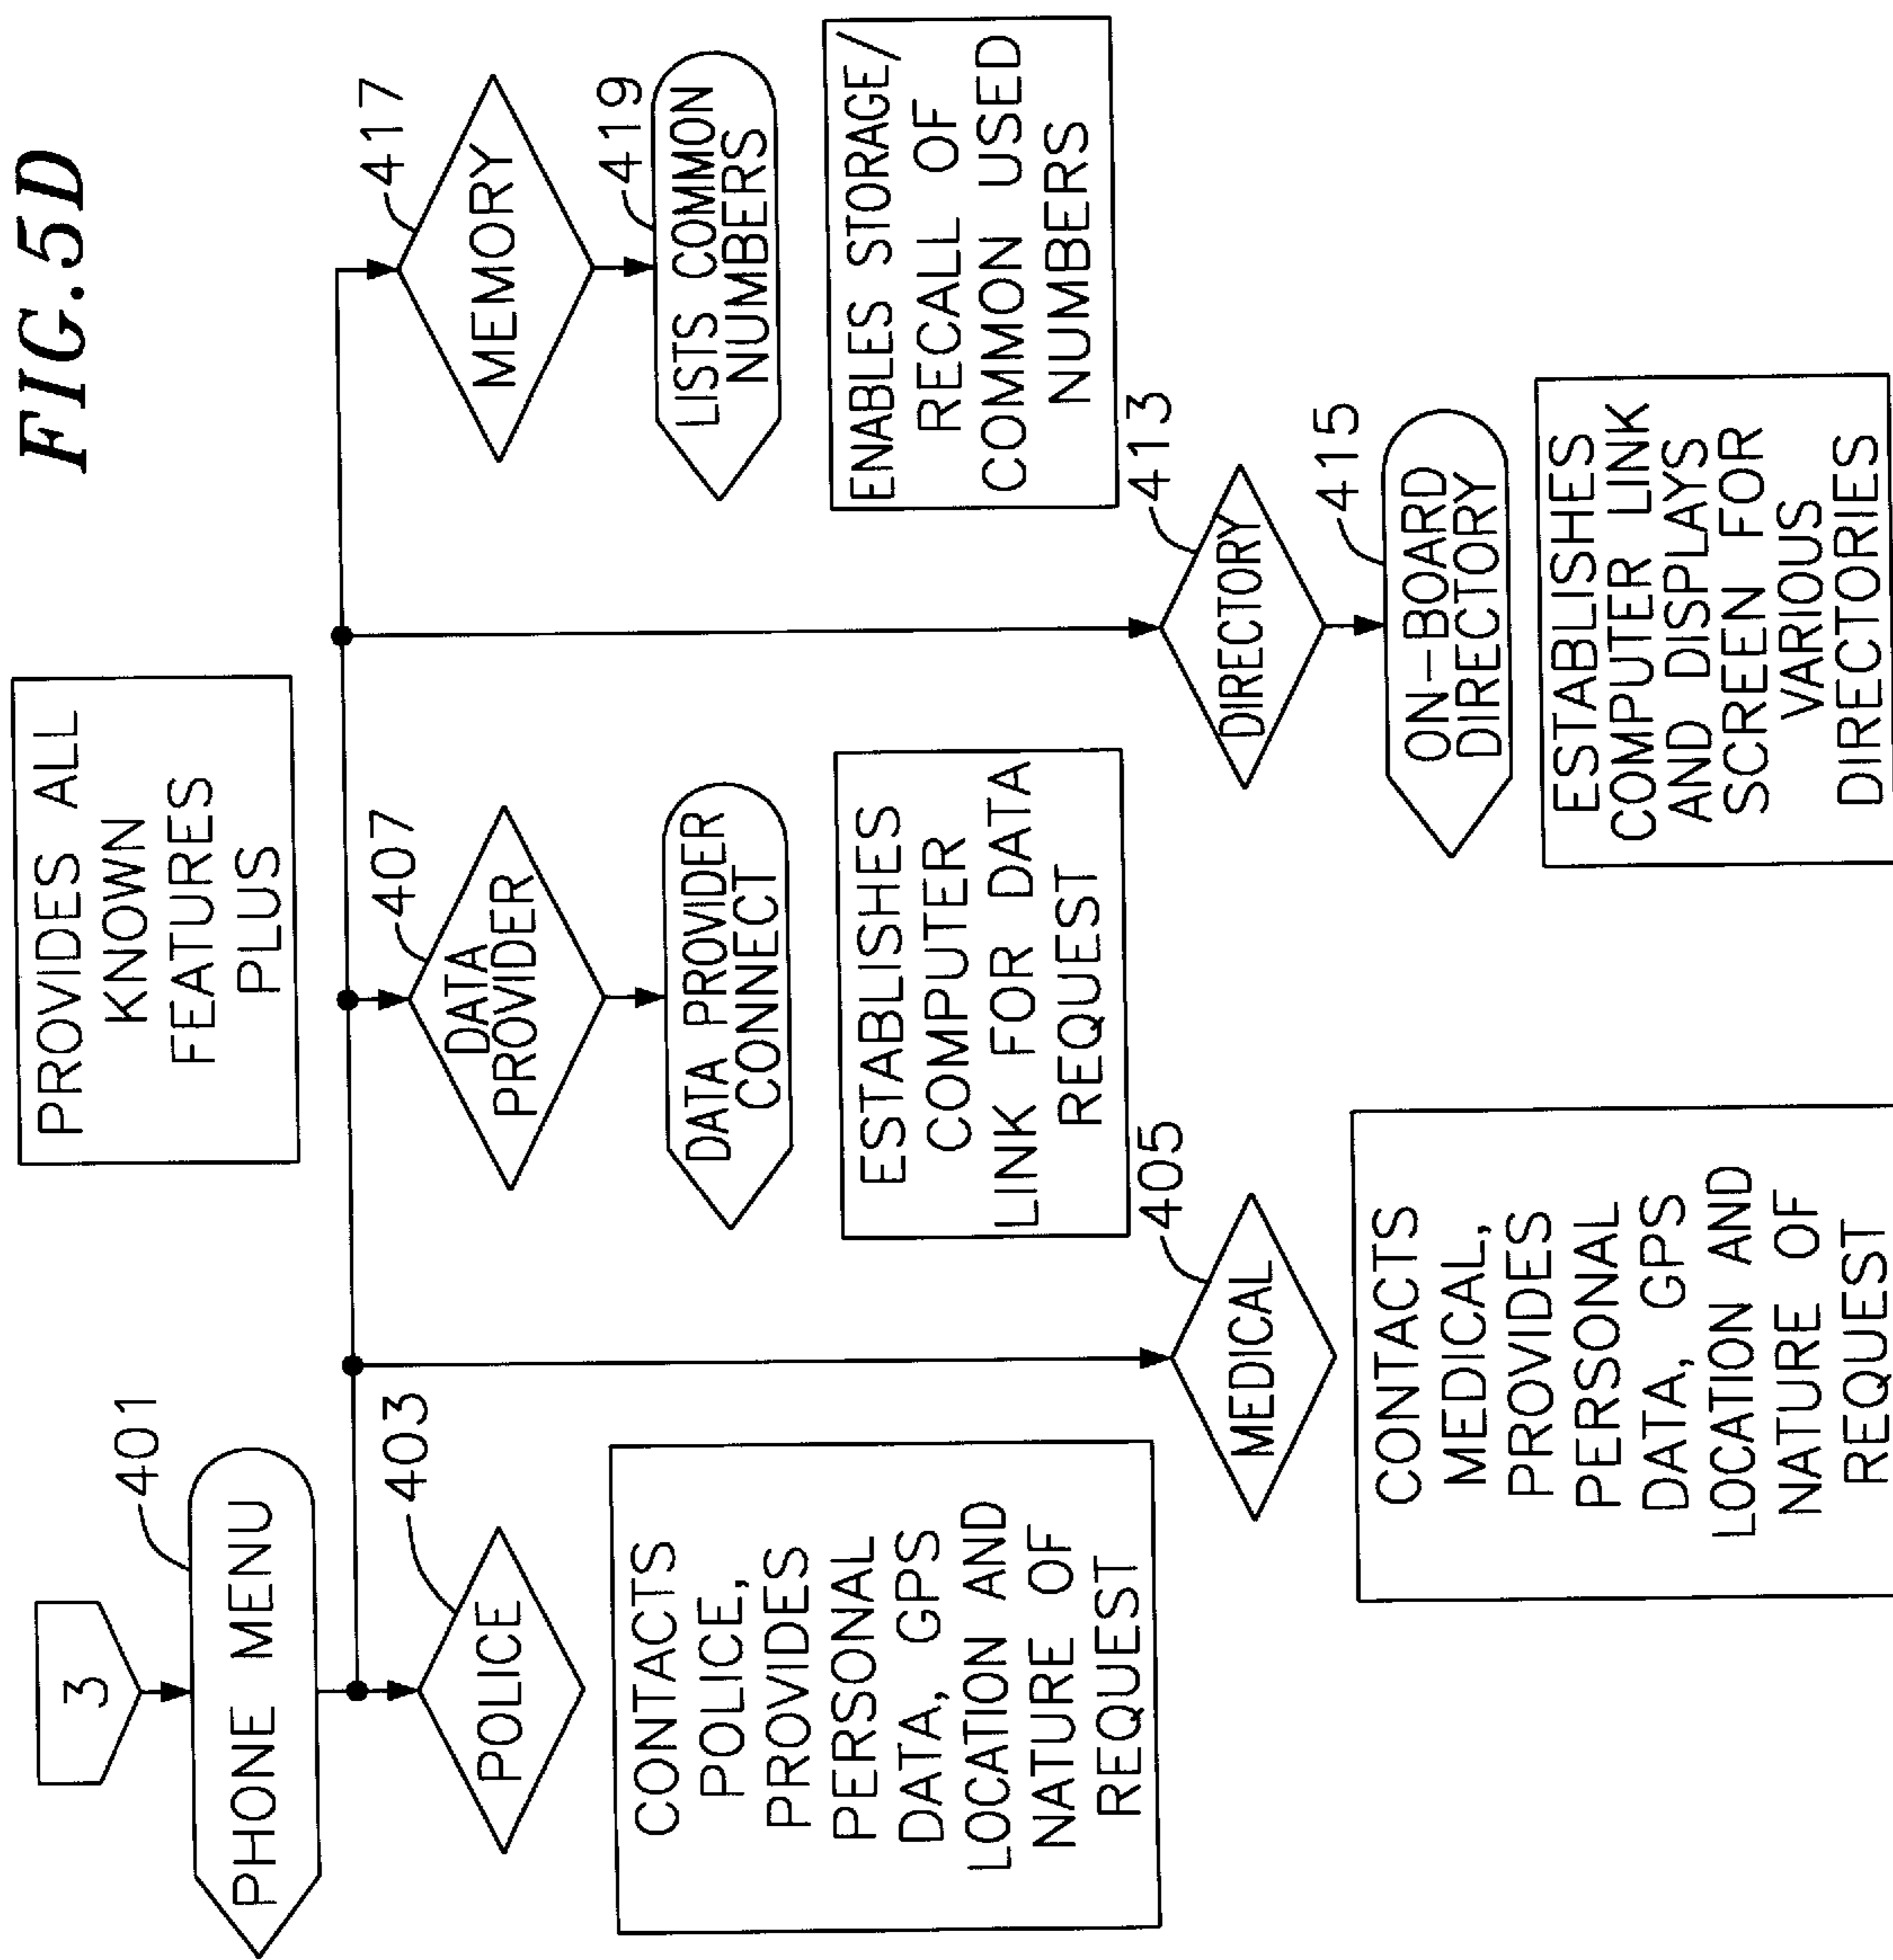 FIG.5D
3
401
PHONE MENU
PROVIDES ALL
KNOWN
FEATURES
PLUS
403
POLICE
CONTACTS
POLICE,
PROVIDES
PERSONAL
DATA, GPS
LOCATION AND
NATURE OF
REQUEST
405
MEDICAL
CONTACTS
MEDICAL,
PROVIDES
PERSONAL
DATA, GPS
LOCATION AND
NATURE OF
REQUEST
407
DATA
PROVIDER
DATA PROVIDER
CONNECT
ESTABLISHES
COMPUTER
LINK FOR DATA
REQUEST
413
DIRECTORY
415
ON-BOARD
DIRECTORY
ESTABLISHES
COMPUTER LINK
AND DISPLAYS
SCREEN FOR
VARIOUS
DIRECTORIES
417
MEMORY
419
LISTS COMMON
NUMBERS
ENABLES STORAGE/
RECALL OF
COMMON USED
NUMBERS